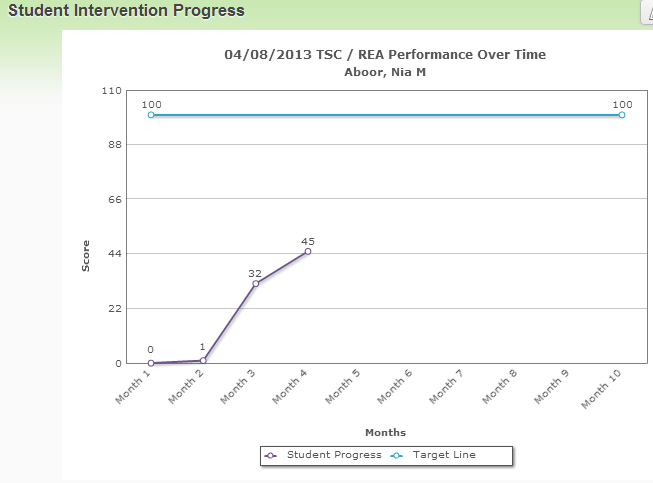 Student Intervention Progress
04/08/2013 TSC / REA Performance Over Time
Aboor, Nia M
110
100 100
88
66
45
44
32
22
0 1
0
Month 1 Month 2 Month 3 Month 4 Month 5 Month 6 Month 7 Month 8 Month 9 Month 10
Score
Months
Student Progress Target Line